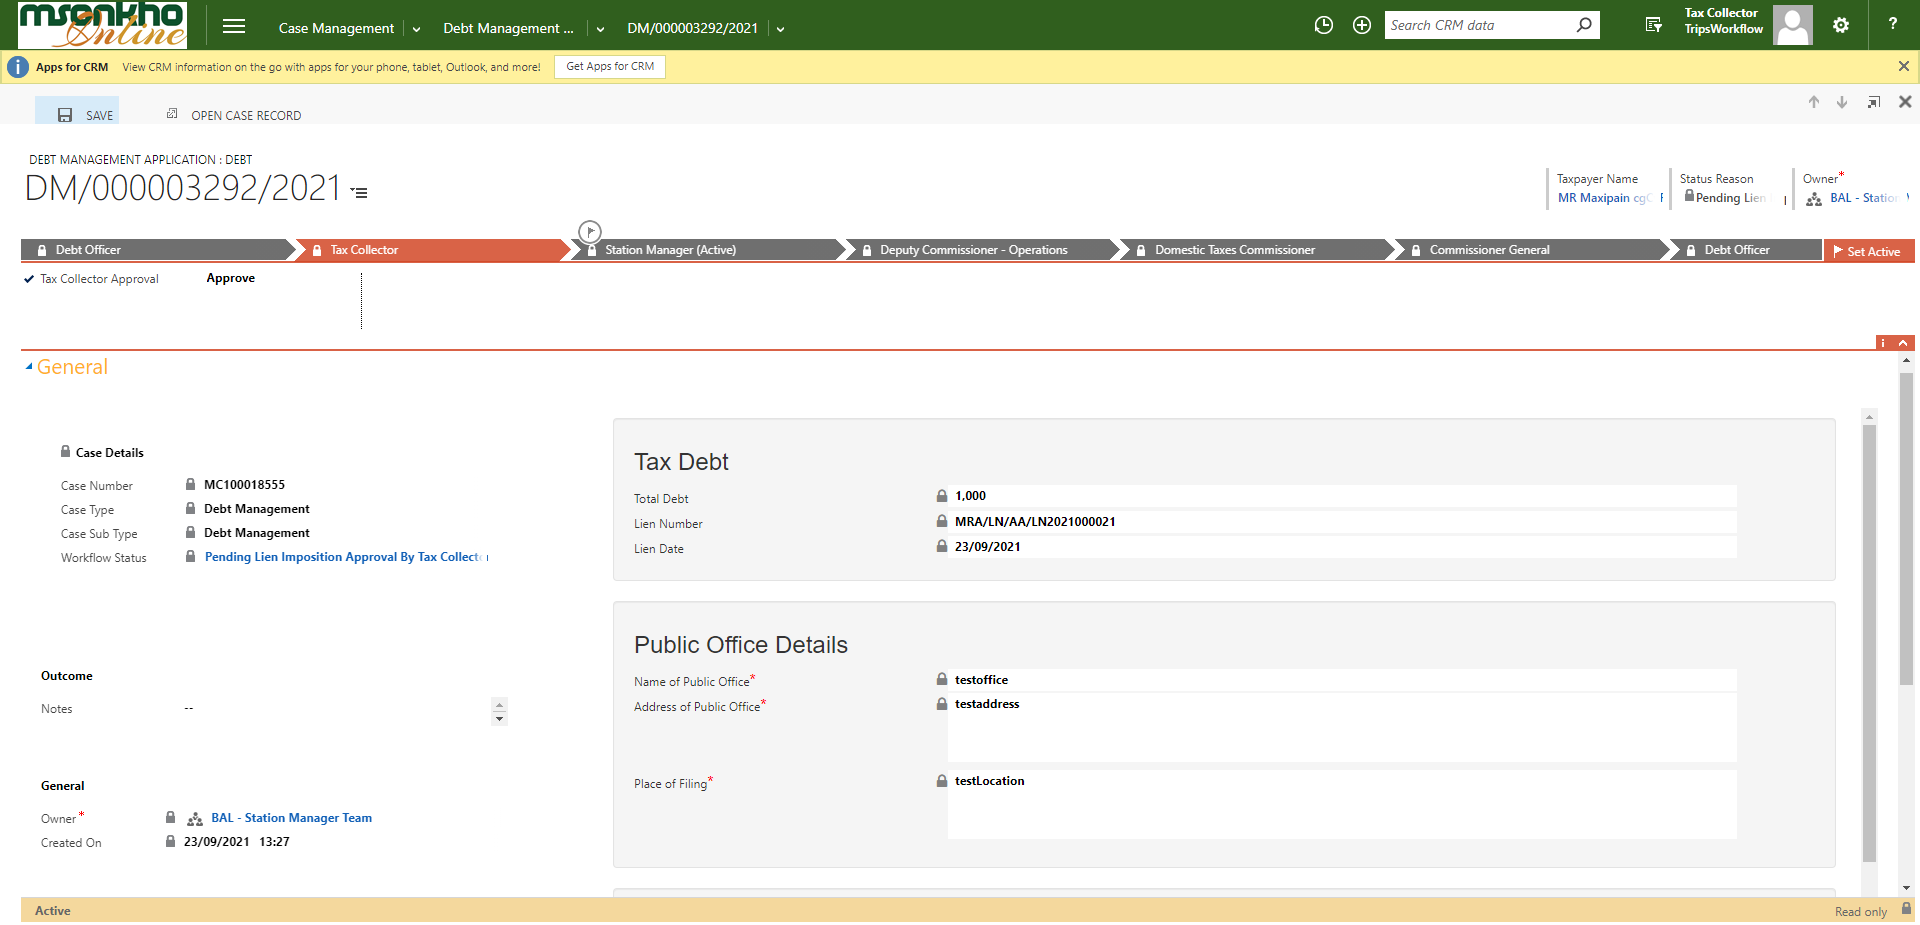 msonkho
Online
Case Management
Debt Management ...
DM/000003292/2021
Search CRM data
Tax Collector
TripsWorkflow
?
Apps for CRM
View CRM information on the go with apps for your phone, tablet, Outlook, and more!
Get Apps for CRM
SAVE
OPEN CASE RECORD
DEBT MANAGEMENT APPLICATION : DEBT
DM/000003292/2021
Taxpayer Name
MR Maxipain
Status Reason
Pending Lien
Owner*
BAL - Station
Debt Officer
Tax Collector
Station Manager (Active)
Deputy Commissioner - Operations
Domestic Taxes Commissioner
Commissioner General
Debt Officer
Set Active
Tax Collector Approval
Approve
General
Case Details
Case Number
MC100018555
Case Type
Debt Management
Case Sub Type
Debt Management
Workflow Status
Pending Lien Imposition Approval By Tax Collecto
Outcome
Notes
--
General
Owner*
BAL - Station Manager Team
Created On
23/09/2021 13:27
Tax Debt
Total Debt
1,000
Lien Number
MRA/LN/AA/LN2021000021
Lien Date
23/09/2021
Public Office Details
Name of Public Office*
testoffice
Address of Public Office*
testaddress
Place of Filing*
testLocation
Active
Read only